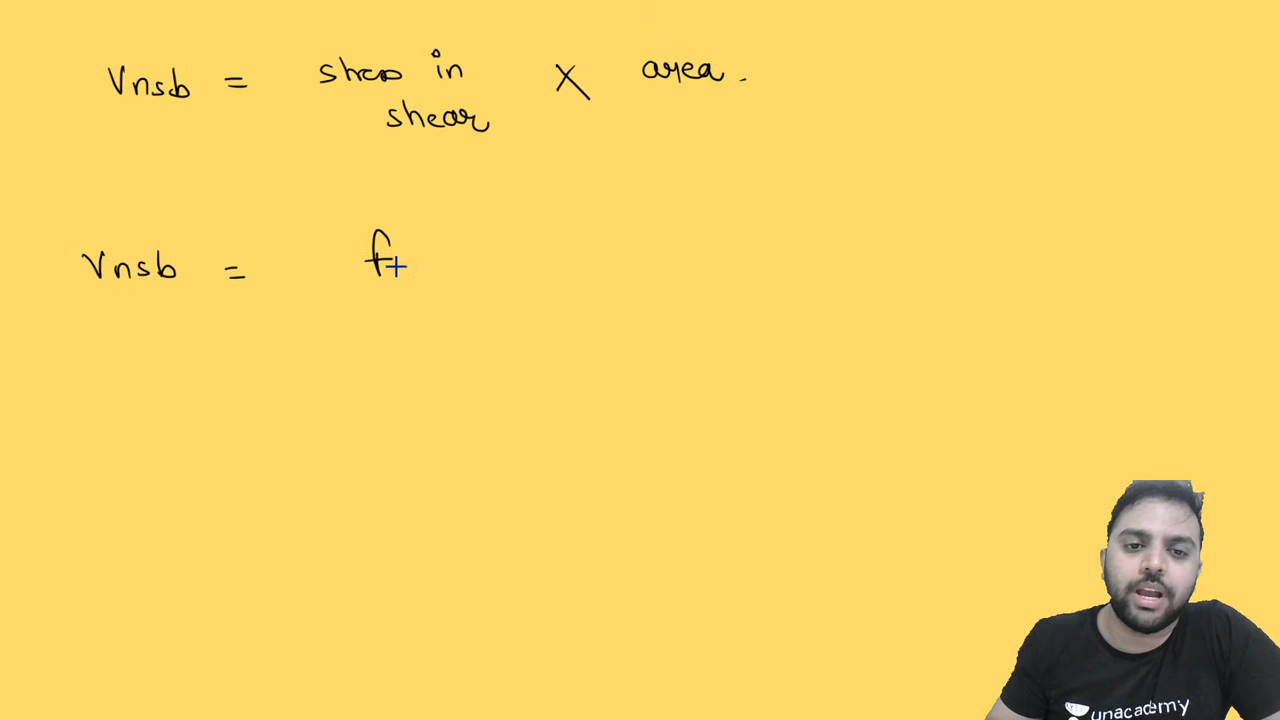 Vnsb = stress in shear X area.
Vnsb = f
unacademy